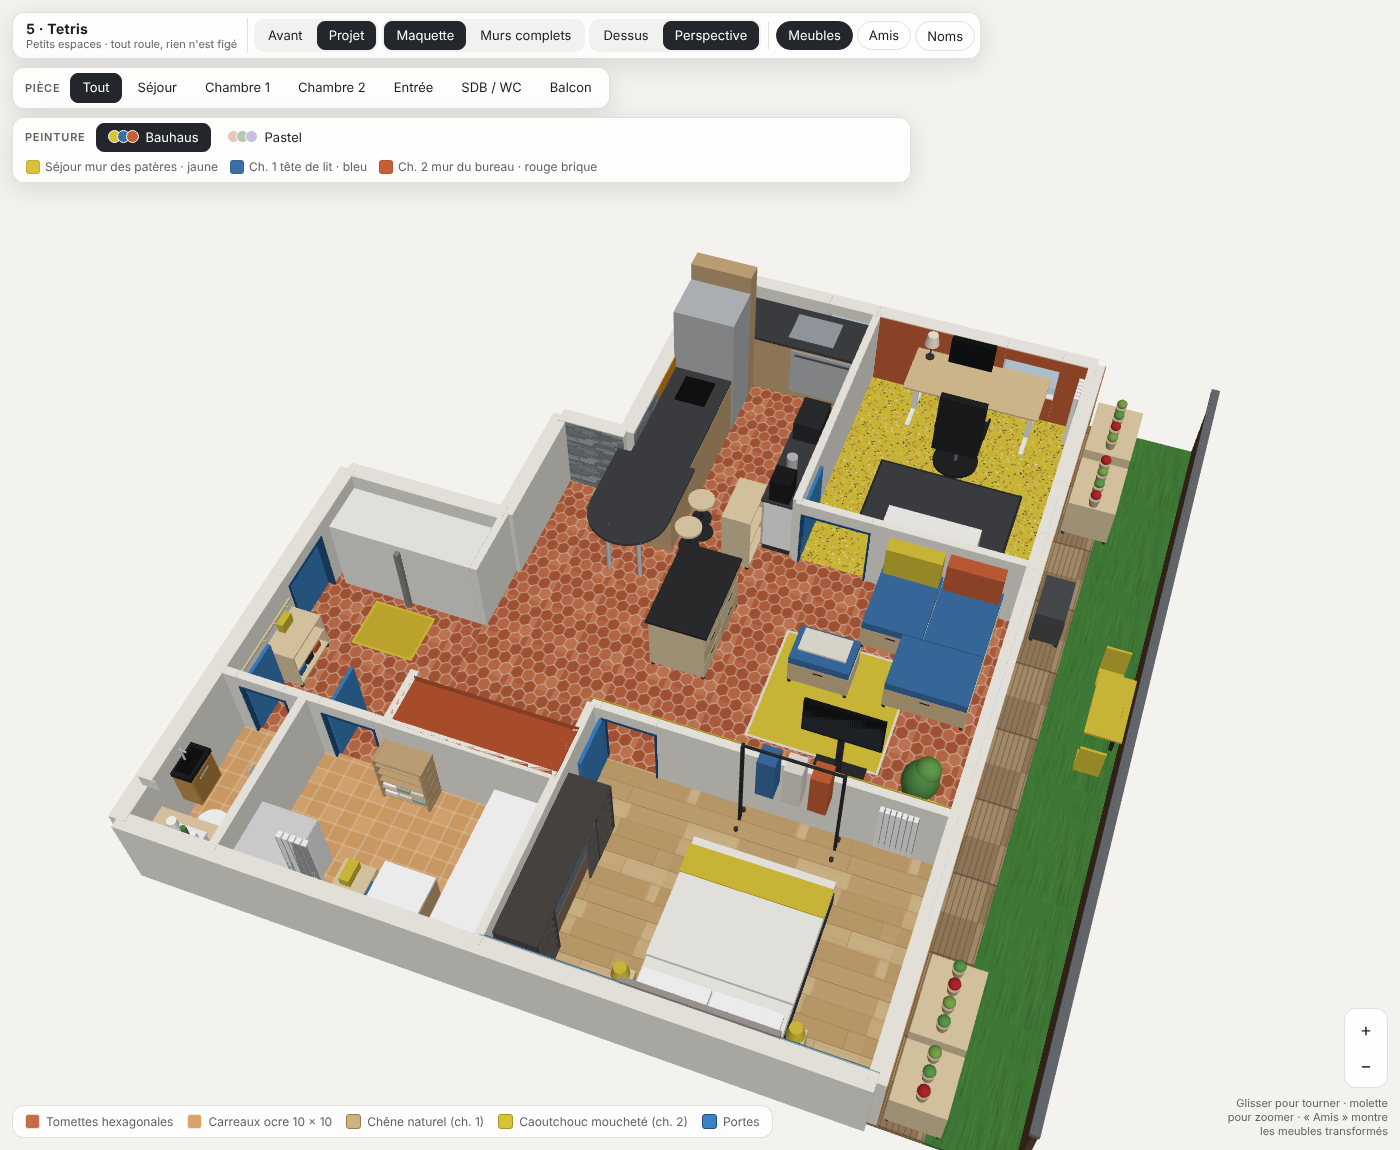 5 · Tetris
Petits espaces · tout roule, rien n'est figé
Avant
Projet
Maquette
Murs complets
Dessus
Perspective
Meubles
Amis
Noms
PIÈCE
Tout
Séjour
Chambre 1
Chambre 2
Entrée
SDB / WC
Balcon
PEINTURE
Bauhaus
Pastel
Séjour mur des patères · jaune
Ch. 1 tête de lit · bleu
Ch. 2 mur du bureau · rouge brique
+
−
Glisser pour tourner · molette
pour zoomer · « Amis » montre
les meubles transformés
Tomettes hexagonales
Carreaux ocre 10 × 10
Chêne naturel (ch. 1)
Caoutchouc moucheté (ch. 2)
Portes